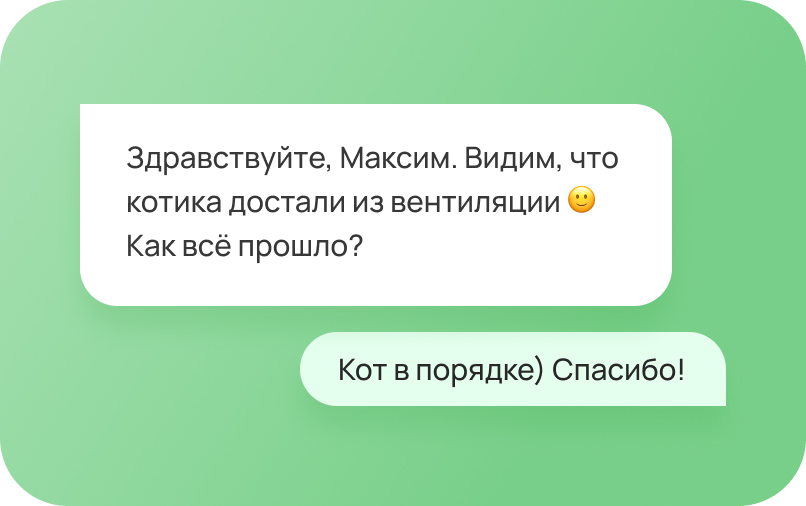 Здравствуйте, Максим. Видим, что
котика достали из вентиляции 🙂
Как всё прошло?
Кот в порядке) Спасибо!